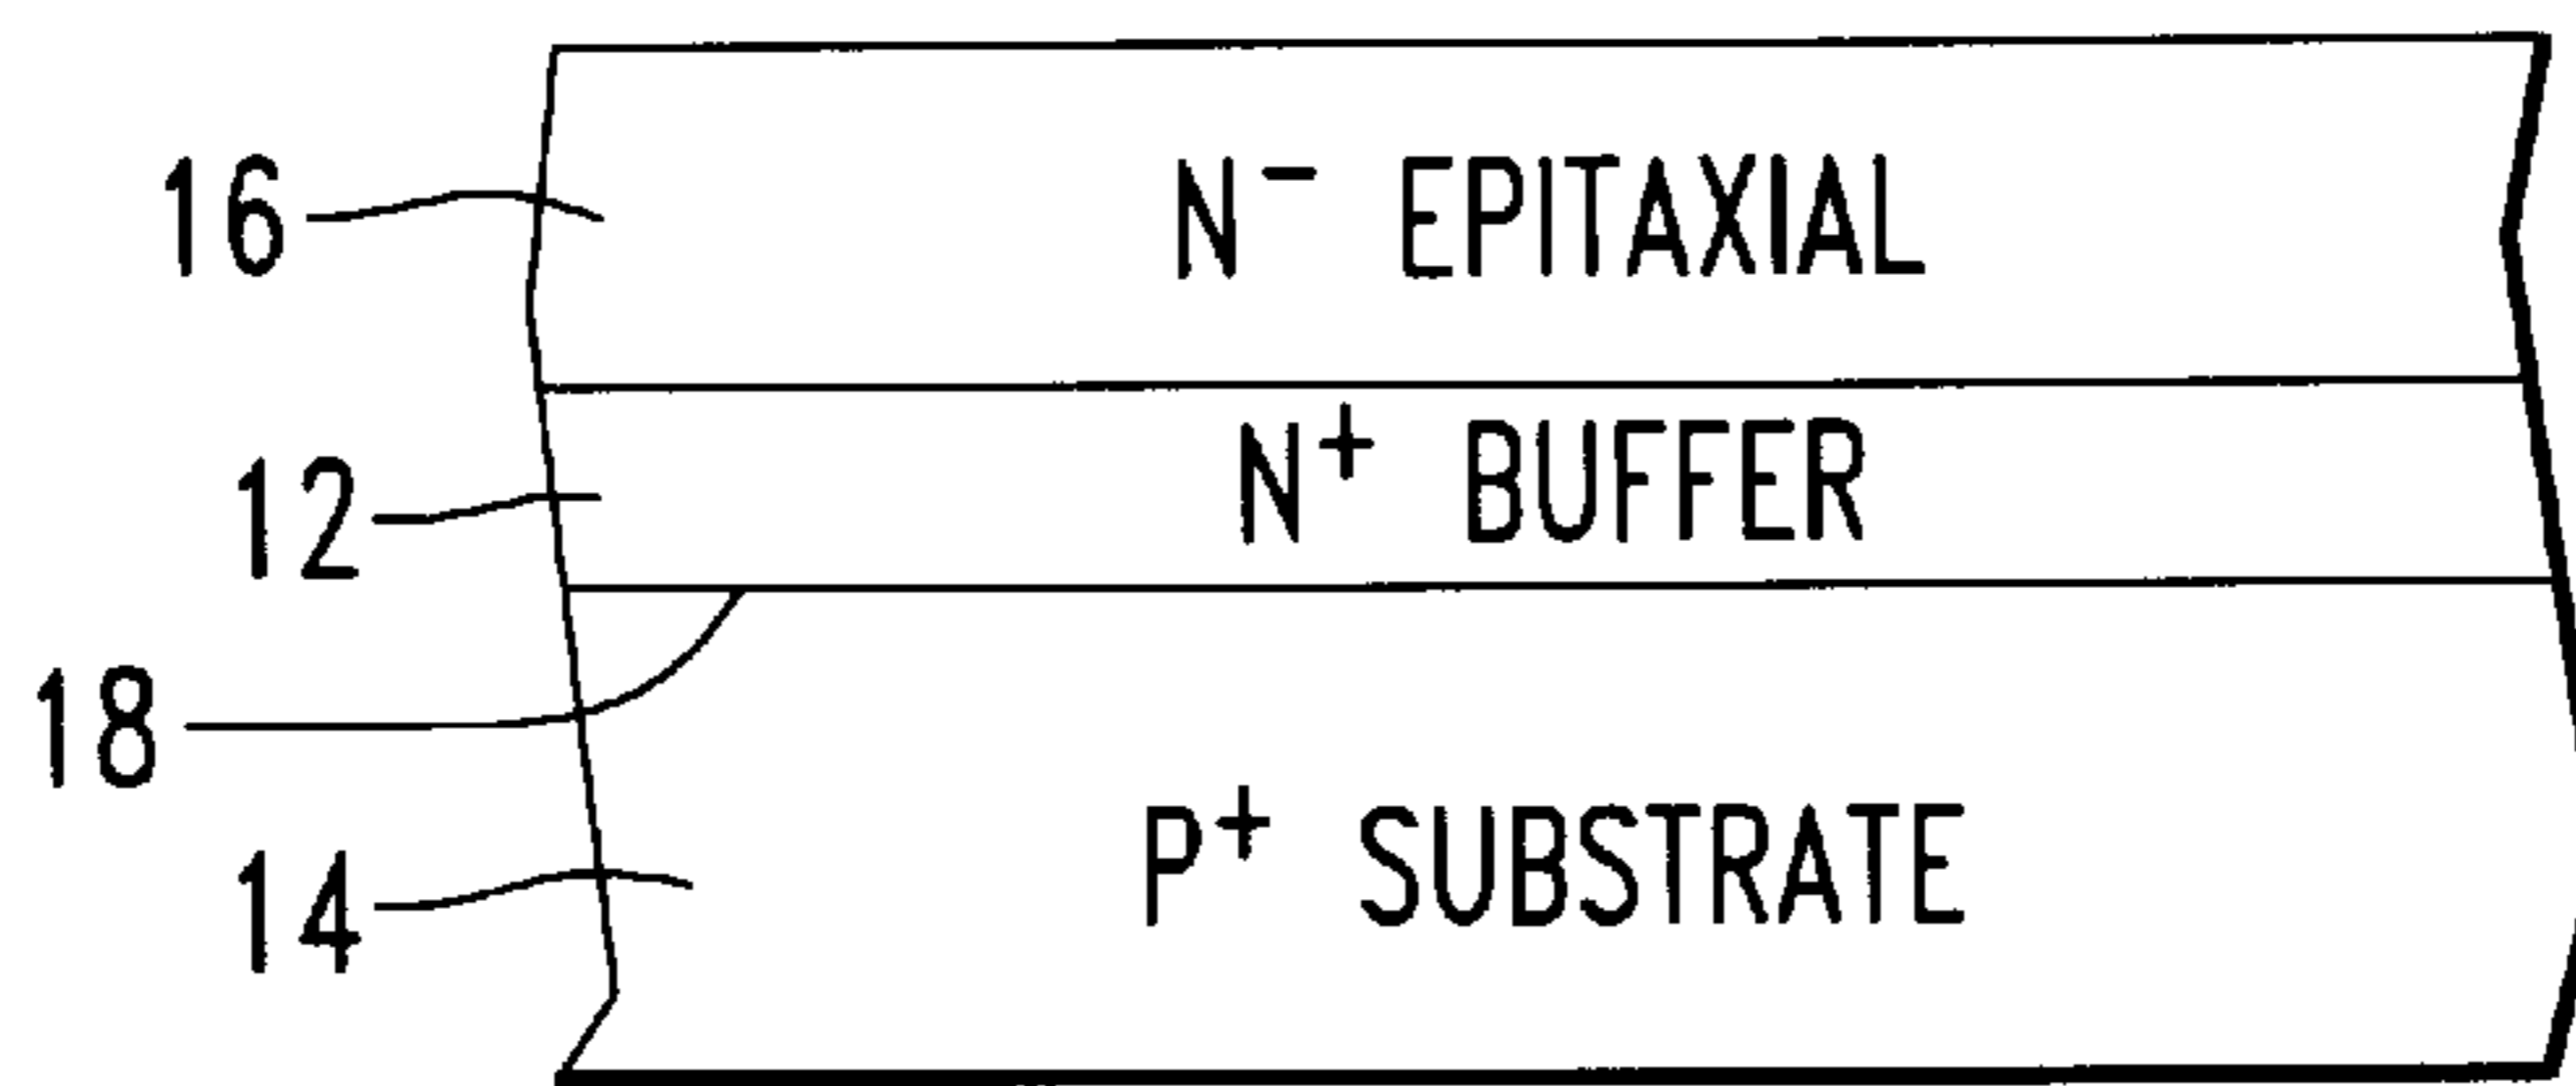 16 N⁻ EPITAXIAL
12 N⁺ BUFFER
18
14 P⁺ SUBSTRATE